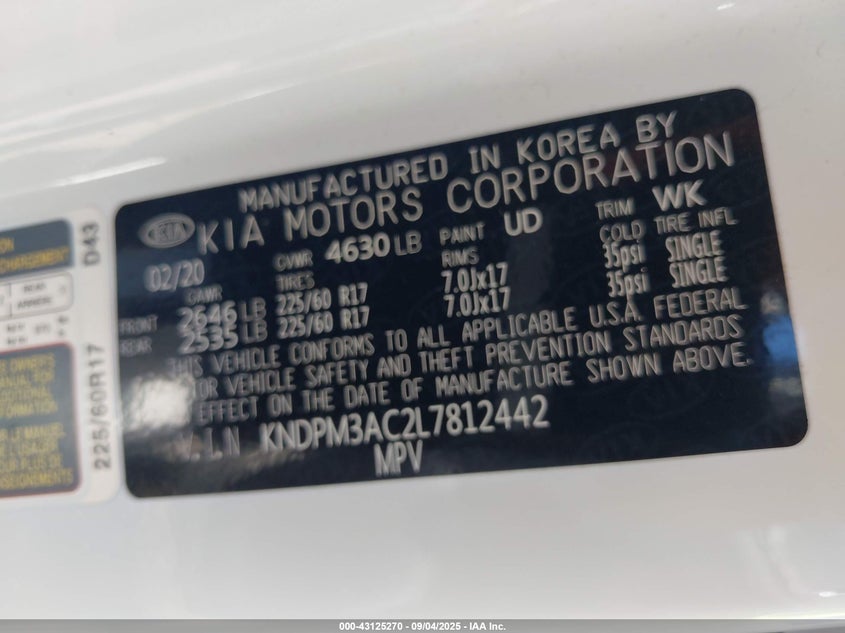 MANUFACTURED IN KOREA BY
KIA KIA MOTORS CORPORATION
02/20 GVWR 4630 LB PAINT UD TRIM WK
GAWR TIRES RIMS COLD TIRE INFL
FRONT 2646 LB 225/60 R17 7.0Jx17 35psi SINGLE
REAR 2535 LB 225/60 R17 7.0Jx17 35psi SINGLE
THIS VEHICLE CONFORMS TO ALL APPLICABLE U.S.A. FEDERAL
MOTOR VEHICLE SAFETY AND THEFT PREVENTION STANDARDS
IN EFFECT ON THE DATE OF MANUFACTURE SHOWN ABOVE.
V.I.N KNDPM3AC2L7812442
MPV
D43
225/60R17
REAR
000-43125270 - 09/04/2025 - IAA Inc.